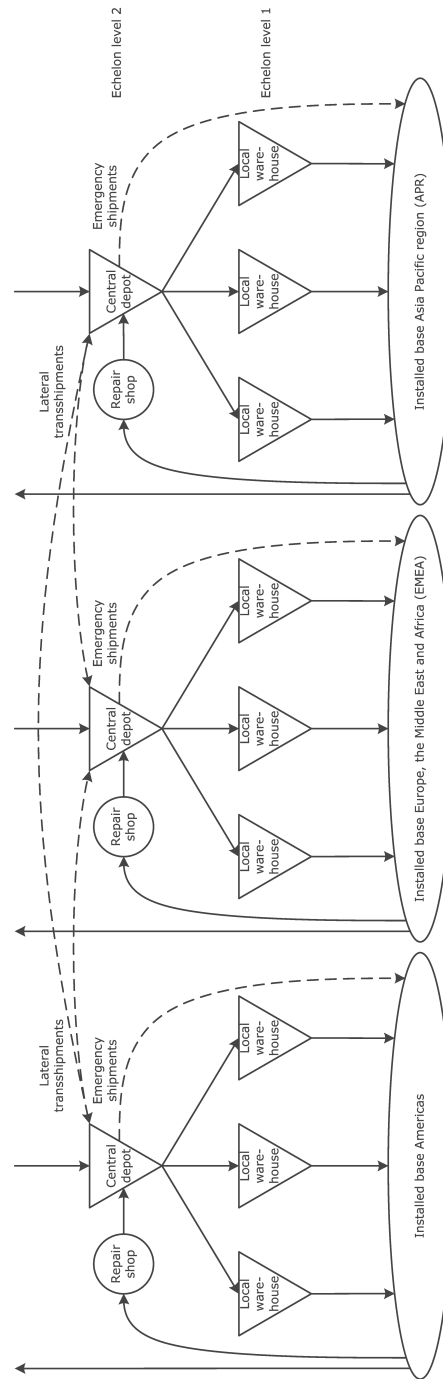 Lateral
transshipments
Lateral
transshipments
Echelon level 2
Emergency
shipments
Emergency
shipments
Emergency
shipments
Repair
shop
Central
depot
Repair
shop
Central
depot
Repair
shop
Central
depot
Echelon level 1
Local
ware-
house
Local
ware-
house
Local
ware-
house
Local
ware-
house
Local
ware-
house
Local
ware-
house
Local
ware-
house
Local
ware-
house
Local
ware-
house
Installed base Americas
Installed base Europe, the Middle East and Africa (EMEA)
Installed base Asia Pacific region (APR)